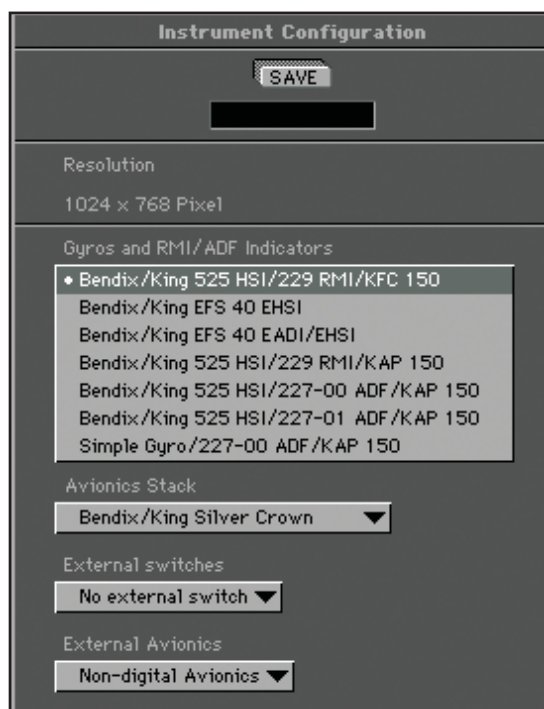 Instrument Configuration
SAVE
Resolution
1024 x 768 Pixel
Gyros and RMI/ADF Indicators
• Bendix/King 525 HSI/229 RMI/KFC 150
Bendix/King EFS 40 EHSI
Bendix/King EFS 40 EADI/EHSI
Bendix/King 525 HSI/229 RMI/KAP 150
Bendix/King 525 HSI/227-00 ADF/KAP 150
Bendix/King 525 HSI/227-01 ADF/KAP 150
Simple Gyro/227-00 ADF/KAP 150
Avionics Stack
Bendix/King Silver Crown
External switches
No external switch
External Avionics
Non-digital Avionics